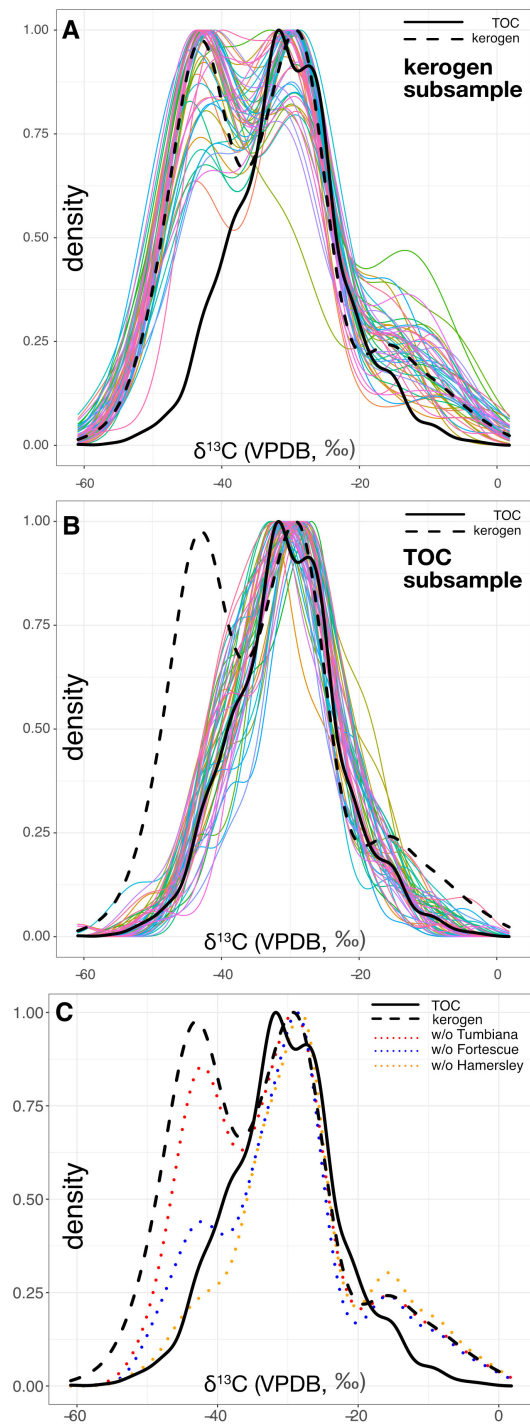 A
TOC
kerogen
kerogen
subsample
1.00
0.75
0.50
0.25
0.00
density
δ¹³C (VPDB, ‰)
-60
-40
-20
0
B
TOC
kerogen
TOC
subsample
1.00
0.75
0.50
0.25
0.00
density
δ¹³C (VPDB, ‰)
-60
-40
-20
0
C
TOC
kerogen
w/o Tumbiana
w/o Fortescue
w/o Hamersley
1.00
0.75
0.50
0.25
0.00
density
δ¹³C (VPDB, ‰)
-60
-40
-20
0